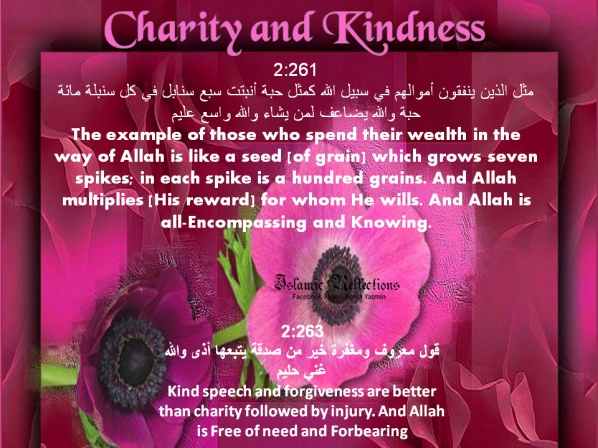 Charity and Kindness
2:261
مثل الذين ينفقون أموالهم في سبيل الله كمثل حبة أنبتت سبع سنابل في كل سنبلة مائة
حبة والله يضاعف لمن يشاء والله واسع عليم
The example of those who spend their wealth in the
way of Allah is like a seed [of grain] which grows seven
spikes; in each spike is a hundred grains. And Allah
multiplies [His reward] for whom He wills. And Allah is
all-Encompassing and Knowing.
Islamic Reflections
Facebook Page Yasmin
2:263
قول معروف ومغفرة خير من صدقة يتبعها أذى والله
غني حليم
Kind speech and forgiveness are better
than charity followed by injury. And Allah
is Free of need and Forbearing